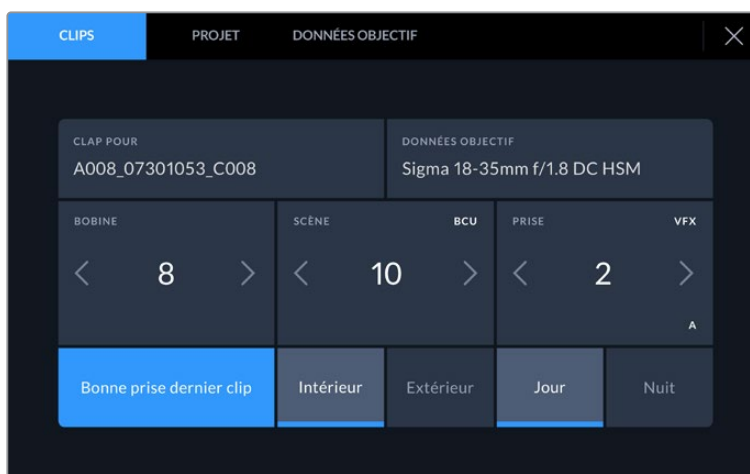 CLIPS PROJET DONNÉES OBJECTIF
CLAP POUR DONNÉES OBJECTIF
A008_07301053_C008 Sigma 18-35mm f/1.8 DC HSM
BOBINE SCÈNE BCU PRISE VFX
8 10 2
A
Bonne prise dernier clip Intérieur Extérieur Jour Nuit